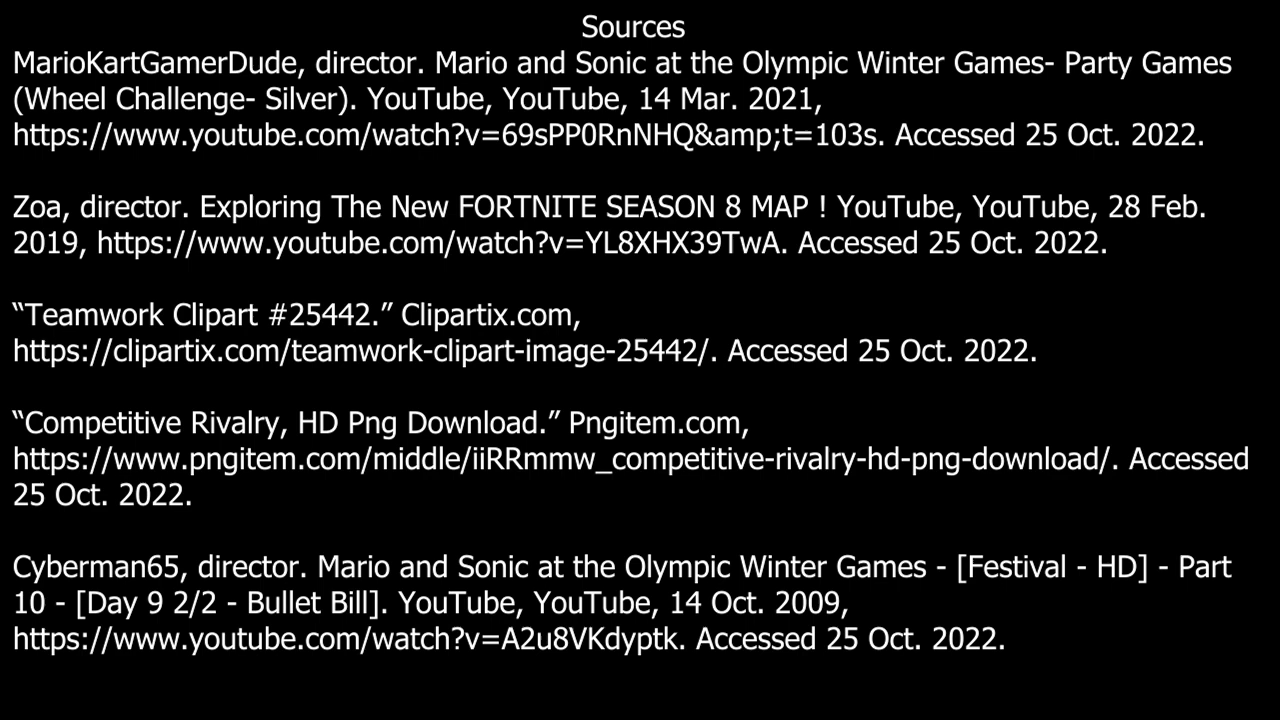 Sources
MarioKartGamerDude, director. Mario and Sonic at the Olympic Winter Games- Party Games
(Wheel Challenge- Silver). YouTube, YouTube, 14 Mar. 2021,
https://www.youtube.com/watch?v=69sPP0RnNHQ&amp;t=103s. Accessed 25 Oct. 2022.
Zoa, director. Exploring The New FORTNITE SEASON 8 MAP ! YouTube, YouTube, 28 Feb.
2019, https://www.youtube.com/watch?v=YL8XHX39TwA. Accessed 25 Oct. 2022.
“Teamwork Clipart #25442.” Clipartix.com,
https://clipartix.com/teamwork-clipart-image-25442/. Accessed 25 Oct. 2022.
“Competitive Rivalry, HD Png Download.” Pngitem.com,
https://www.pngitem.com/middle/iiRRmmw_competitive-rivalry-hd-png-download/. Accessed
25 Oct. 2022.
Cyberman65, director. Mario and Sonic at the Olympic Winter Games - [Festival - HD] - Part
10 - [Day 9 2/2 - Bullet Bill]. YouTube, YouTube, 14 Oct. 2009,
https://www.youtube.com/watch?v=A2u8VKdyptk. Accessed 25 Oct. 2022.